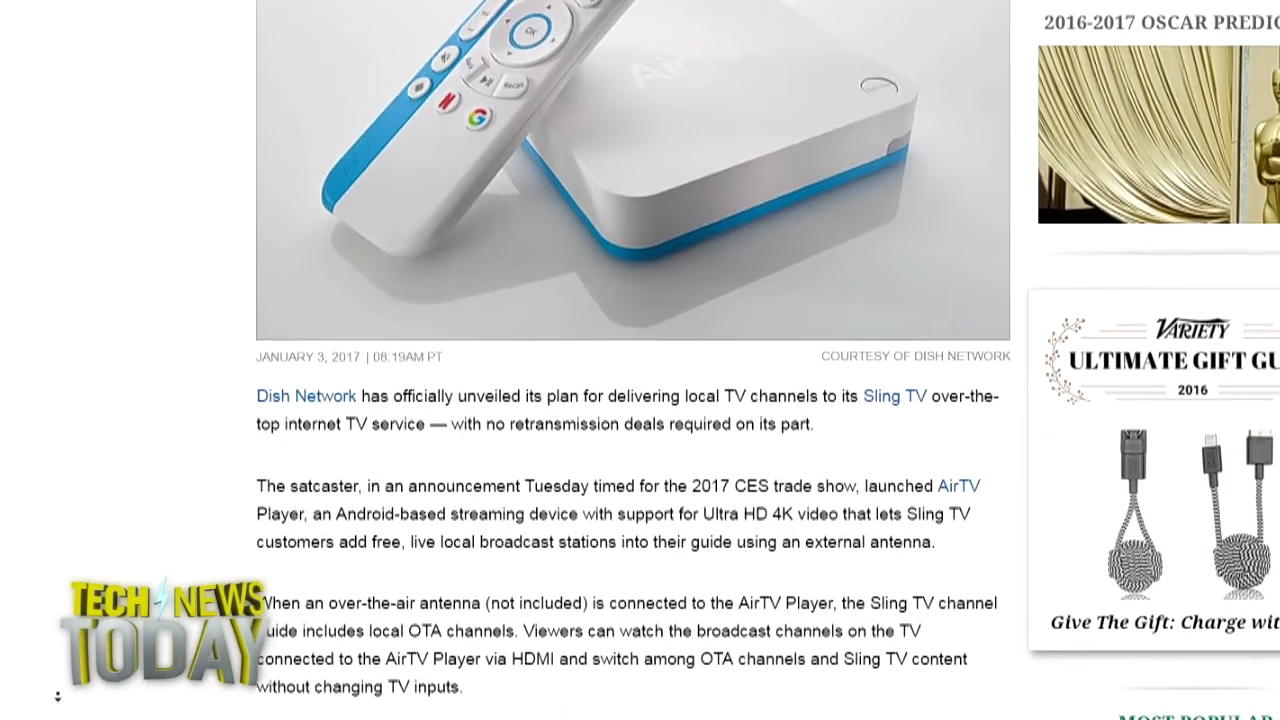 2016-2017 OSCAR PREDIC
OK
Recall
Air
JANUARY 3, 2017 | 08:19AM PT
COURTESY OF DISH NETWORK
Dish Network has officially unveiled its plan for delivering local TV channels to its Sling TV over-the-
top internet TV service — with no retransmission deals required on its part.
The satcaster, in an announcement Tuesday timed for the 2017 CES trade show, launched AirTV
Player, an Android-based streaming device with support for Ultra HD 4K video that lets Sling TV
customers add free, live local broadcast stations into their guide using an external antenna.
When an over-the-air antenna (not included) is connected to the AirTV Player, the Sling TV channel
uide includes local OTA channels. Viewers can watch the broadcast channels on the TV
connected to the AirTV Player via HDMI and switch among OTA channels and Sling TV content
without changing TV inputs.
TECH NEWS
TODAY
VARIETY
ULTIMATE GIFT GU
2016
Give The Gift: Charge wit
MOST POPULAR